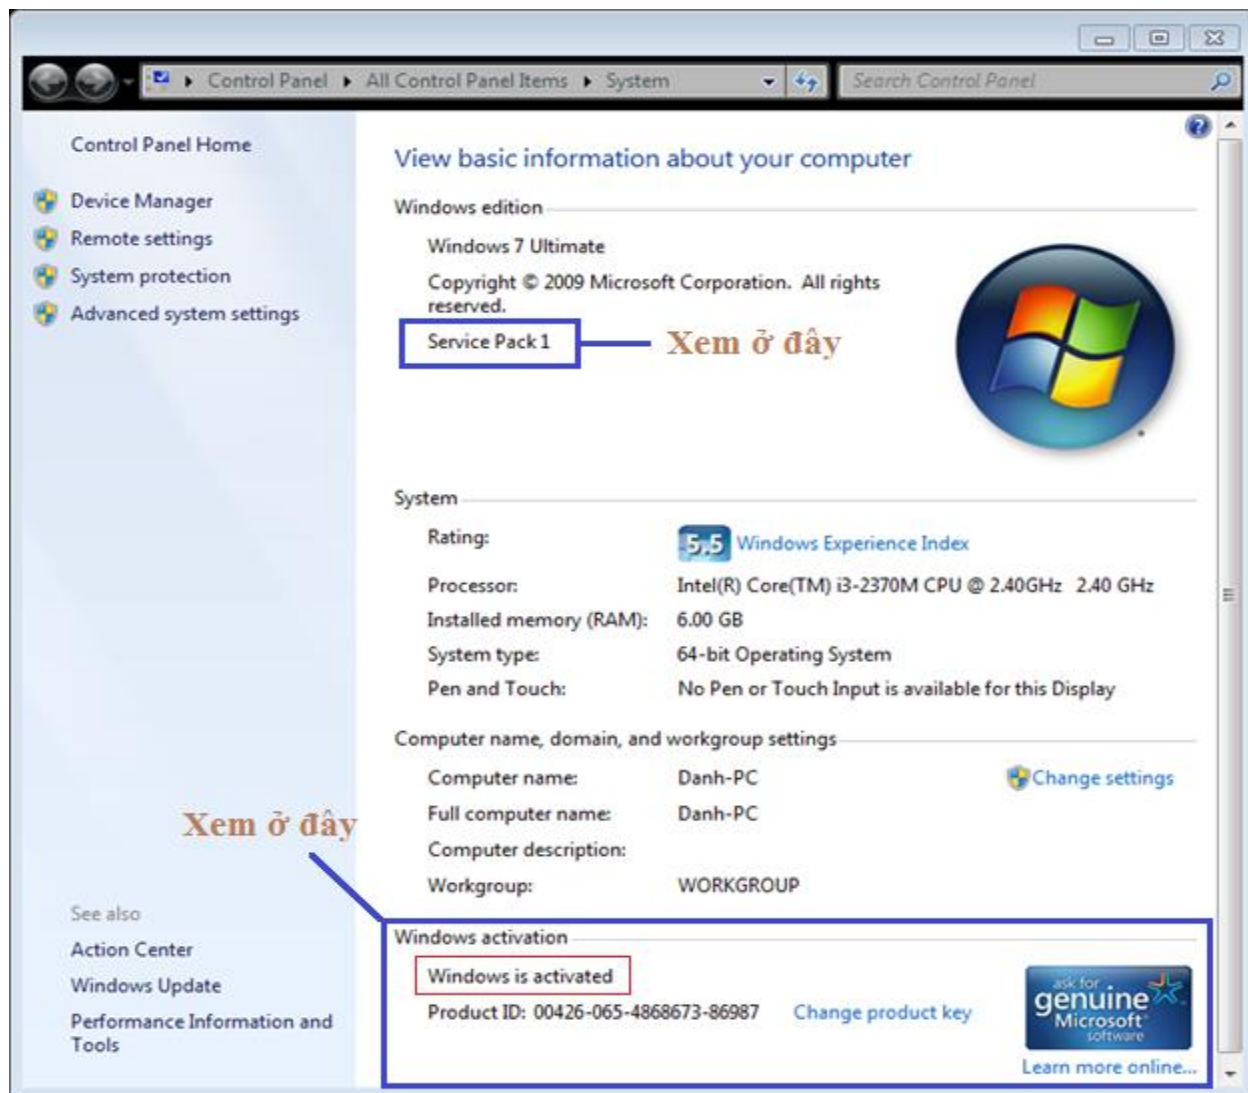 Control Panel ▸ All Control Panel Items ▸ System
Search Control Panel
Control Panel Home
Device Manager
Remote settings
System protection
Advanced system settings
View basic information about your computer
Windows edition
Windows 7 Ultimate
Copyright © 2009 Microsoft Corporation. All rights
reserved.
Service Pack 1
Xem ở đây
System
Rating:
5,5 Windows Experience Index
Processor:
Intel(R) Core(TM) i3-2370M CPU @ 2.40GHz 2.40 GHz
Installed memory (RAM):
6.00 GB
System type:
64-bit Operating System
Pen and Touch:
No Pen or Touch Input is available for this Display
Computer name, domain, and workgroup settings
Computer name:
Danh-PC
Change settings
Full computer name:
Danh-PC
Computer description:
Workgroup:
WORKGROUP
Xem ở đây
See also
Action Center
Windows Update
Performance Information and
Tools
Windows activation
Windows is activated
Product ID: 00426-065-4868673-86987
Change product key
ask for
genuine
Microsoft
software
Learn more online...